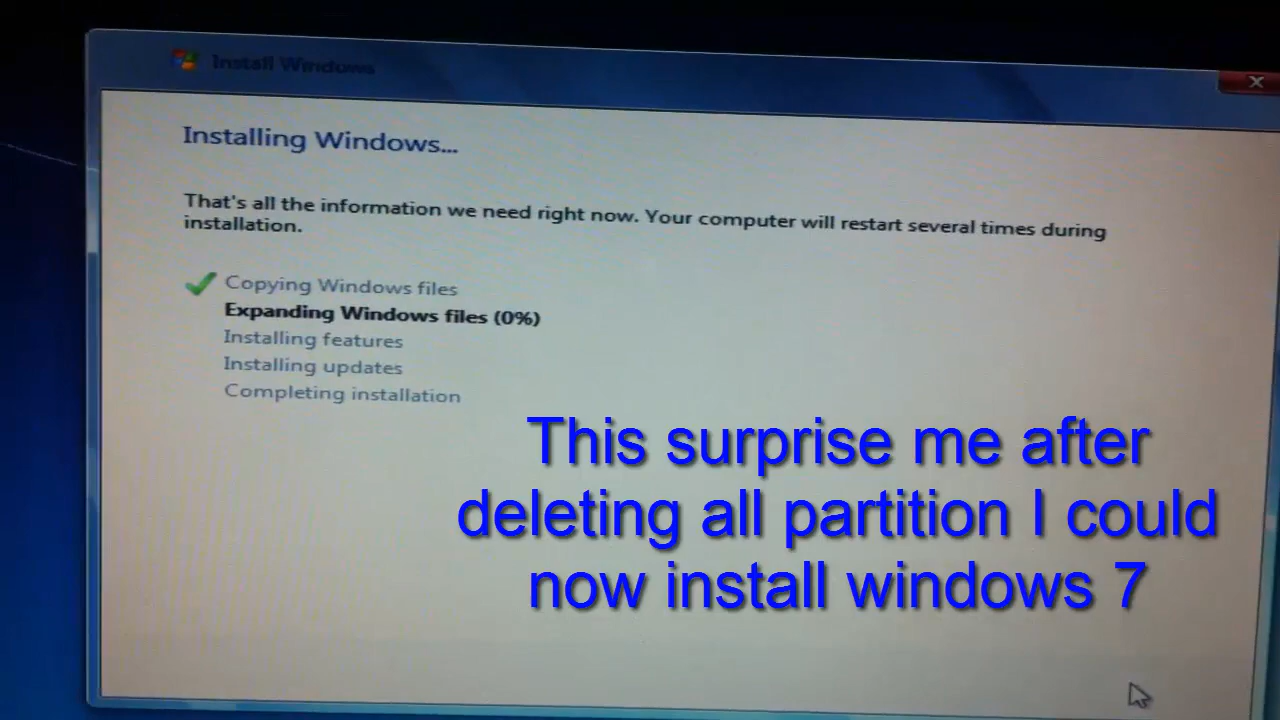 Install Windows
Installing Windows...
That's all the information we need right now. Your computer will restart several times during
installation.
Copying Windows files
Expanding Windows files (0%)
Installing features
Installing updates
Completing installation
This surprise me after
deleting all partition I could
now install windows 7